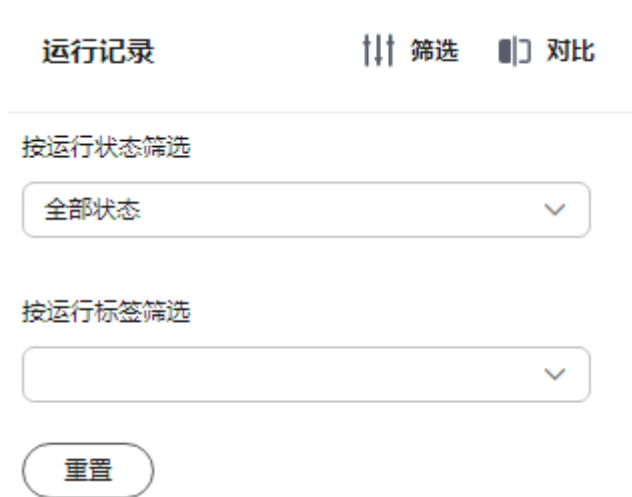 运行记录 筛选 对比
按运行状态筛选
全部状态
按运行标签筛选
重置